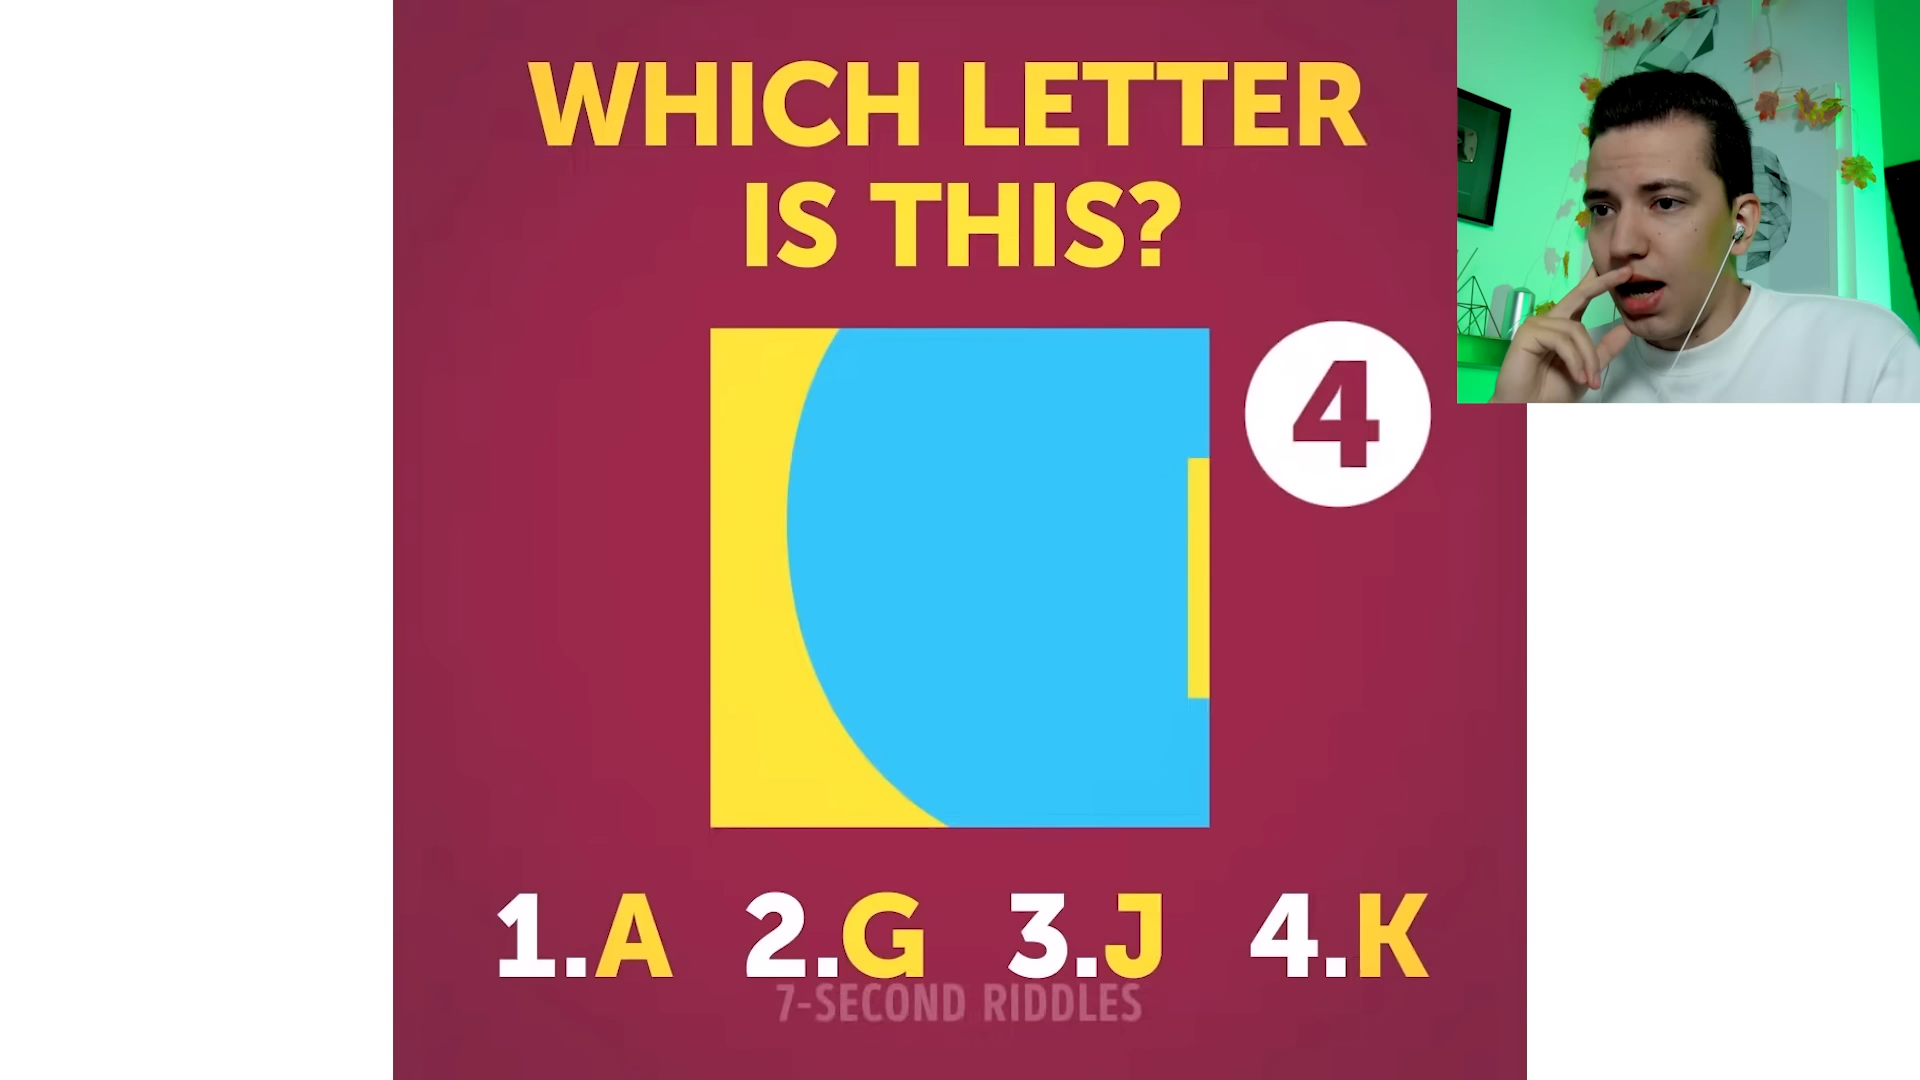 WHICH LETTER
IS THIS?
4
1.A 2.G 3.J 4.K
7-SECOND RIDDLES